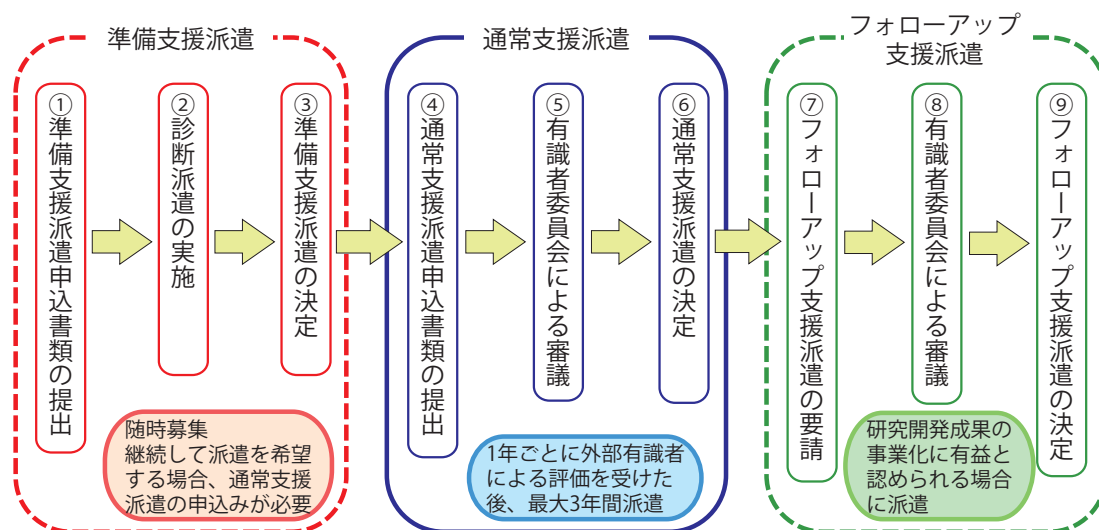 準備支援派遣
①準備支援派遣申込書類の提出
②診断派遣の実施
③準備支援派遣の決定
随時募集
継続して派遣を希望
する場合、通常支援
派遣の申込みが必要
通常支援派遣
④通常支援派遣申込書類の提出
⑤有識者委員会による審議
⑥通常支援派遣の決定
1年ごとに外部有識者
による評価を受けた
後、最大3年間派遣
フォローアップ
支援派遣
⑦フォローアップ支援派遣の要請
⑧有識者委員会による審議
⑨フォローアップ支援派遣の決定
研究開発成果の
事業化に有益と
認められる場合
に派遣